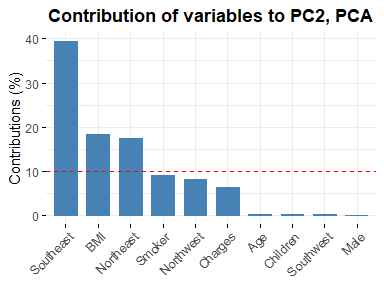 Contribution of variables to PC2, PCA
Contributions (%)
40
30
20
10
0
Southeast
BMI
Northeast
Smoker
Northwest
Charges
Age
Children
Southwest
Male